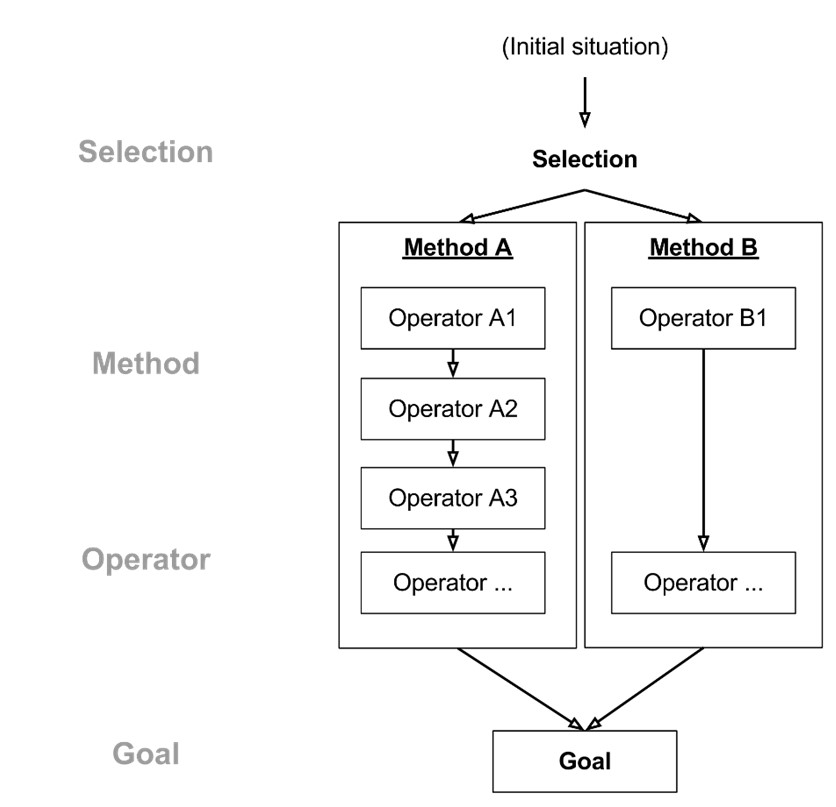 (Initial situation)
Selection
Selection
Method A
Method B
Operator A1
Operator B1
Method
Operator A2
Operator A3
Operator
Operator ...
Operator ...
Goal
Goal